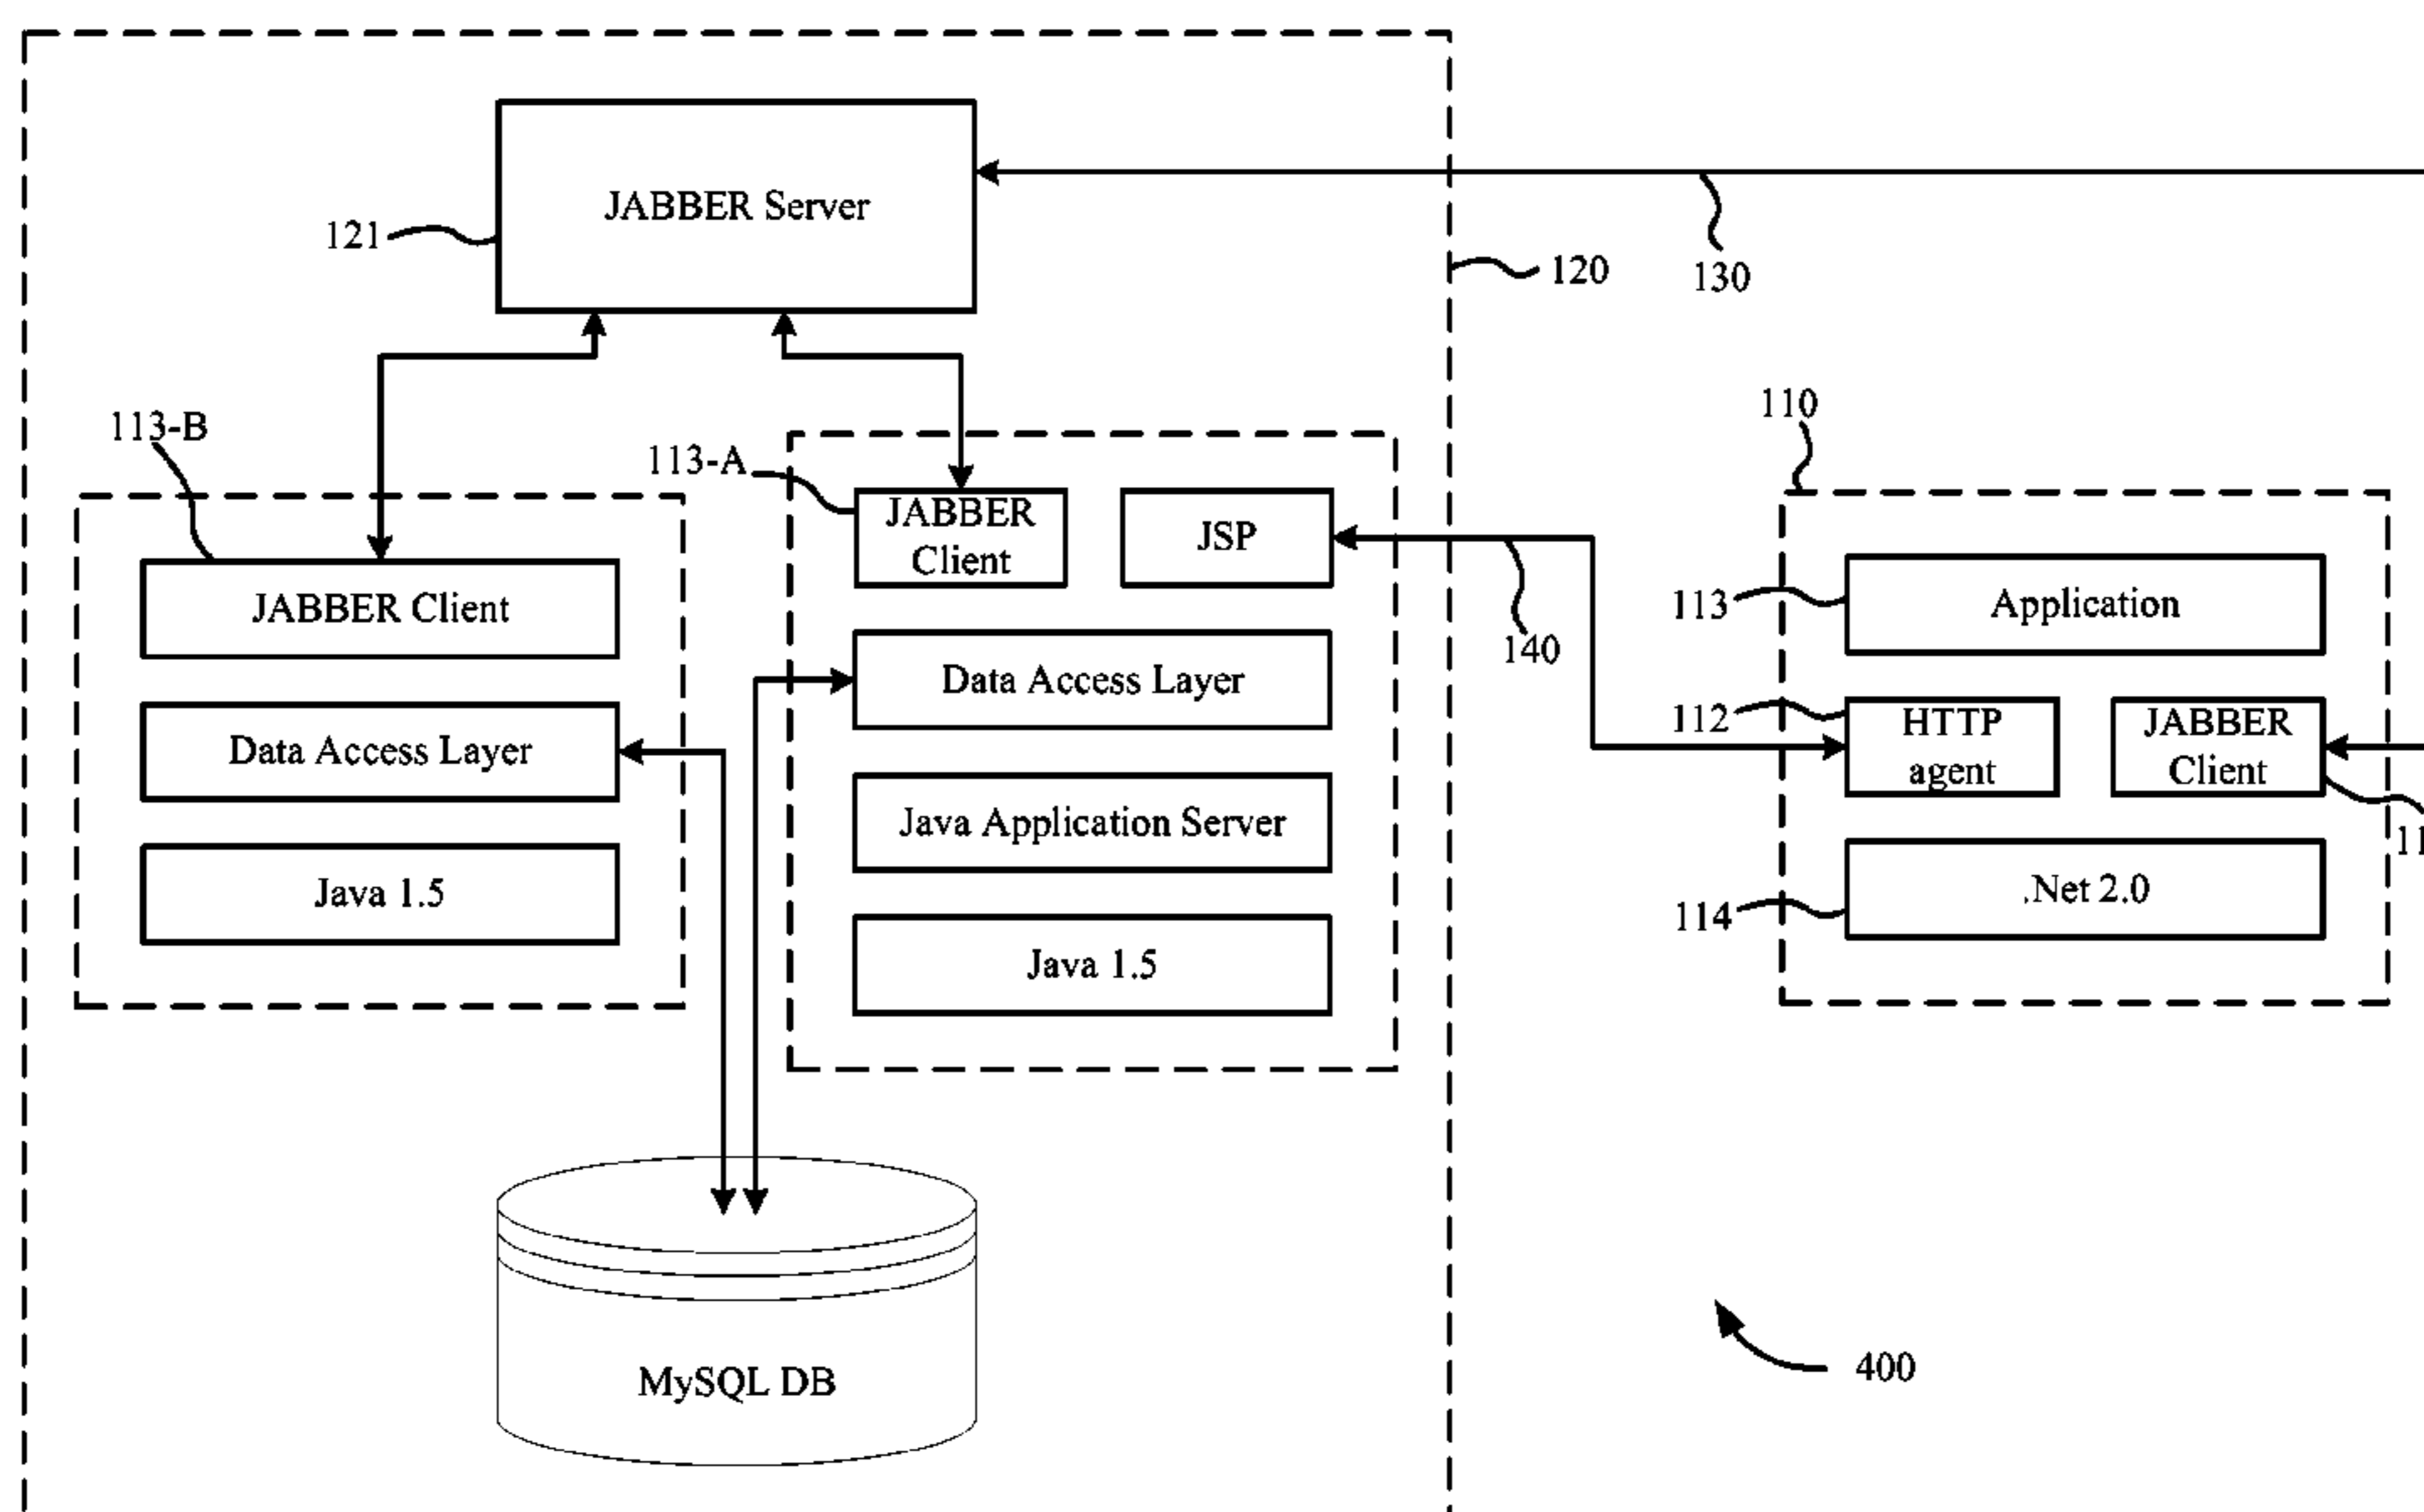 JABBER Server
121
120
130
110
113-B
113-A
JABBER
Client
JSP
JABBER Client
113
Application
140
Data Access Layer
112
HTTP
agent
JABBER
Client
Data Access Layer
Java Application Server
Java 1.5
114
.Net 2.0
Java 1.5
MySQL DB
400